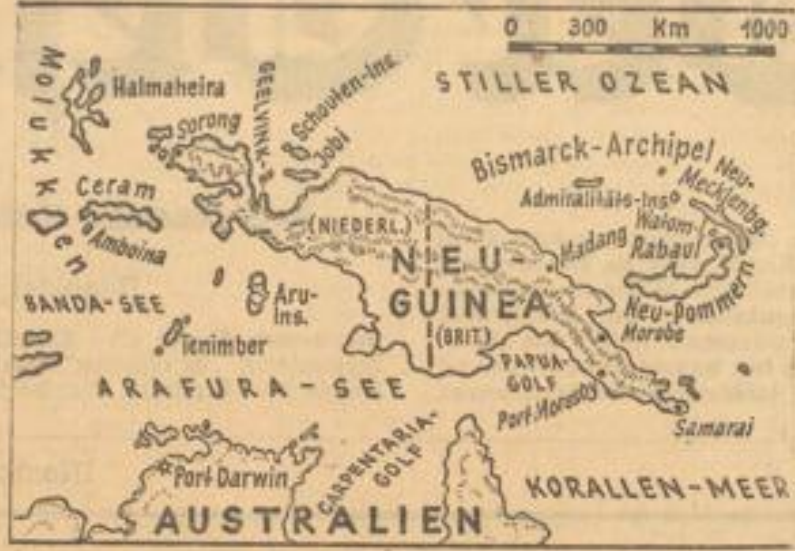 0 300 Km 1000
STILLER OZEAN
Molukken
Halmaheira
Sorong
GEELVINK-B.
Schouten-Ins.
Jobi
Bismarck-Archipel
Neu-
Mecklenbg.
Admiralitäts-Ins
Watom-
Rabaul
Neu-Pommern
Ceram
Amboina
(NIEDERL.)
NEU-
GUINEA
(BRIT.)
Madang
Morobe
BANDA-SEE
Aru-
Ins.
Tenimber
PAPUA-
GOLF
Port-Moresby
Samarai
ARAFURA-SEE
CARPENTARIA-
GOLF
Port-Darwin
KORALLEN-MEER
AUSTRALIEN